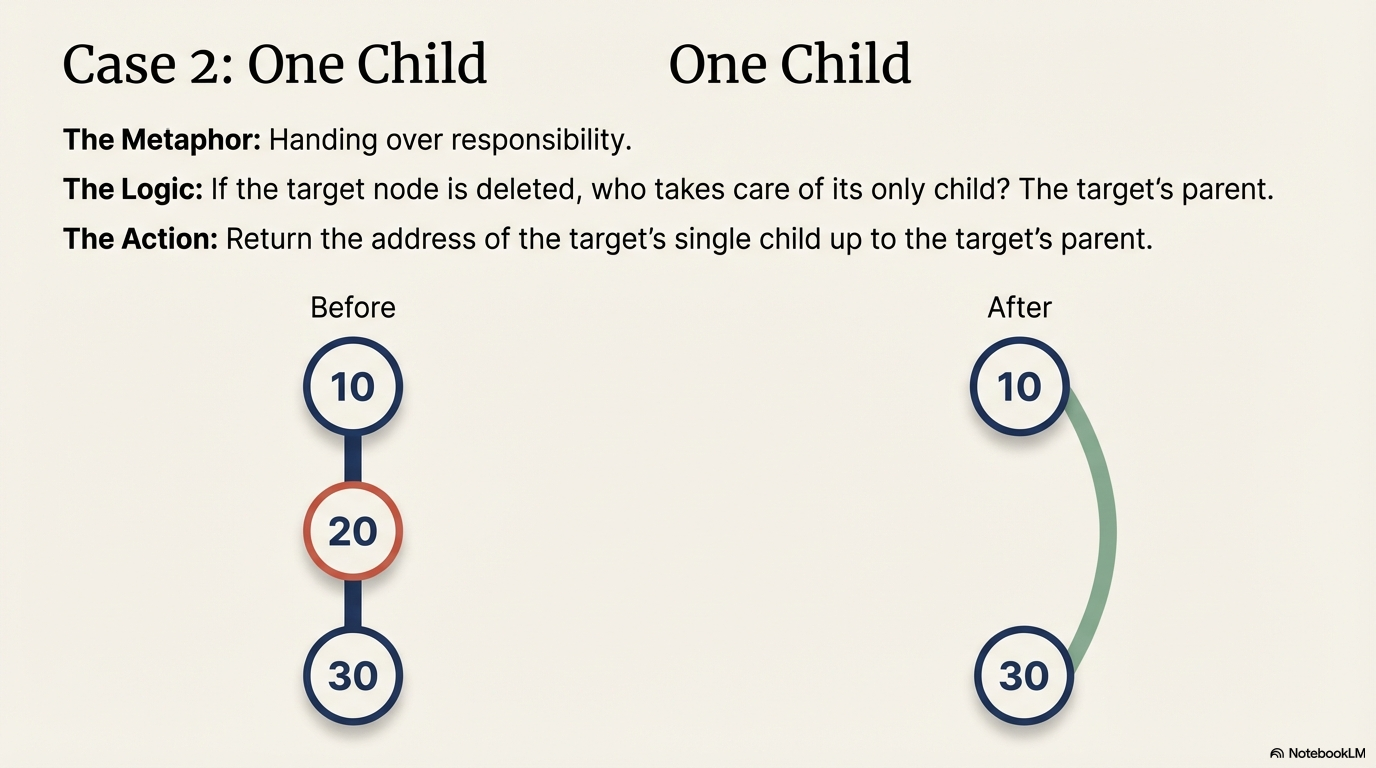 Case 2: One Child
One Child
The Metaphor: Handing over responsibility.
The Logic: If the target node is deleted, who takes care of its only child? The target’s parent.
The Action: Return the address of the target’s single child up to the target’s parent.
Before
After
10
20
30
10
30
NotebookLM